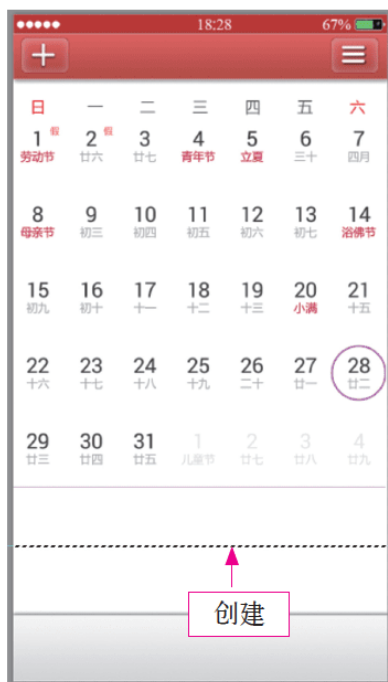 18:28 67%
日 一 二 三 四 五 六
1 假 2 假 3 4 5 6 7
劳动节 廿六 廿七 青年节 立夏 三十 四月
8 9 10 11 12 13 14
母亲节 初三 初四 初五 初六 初七 浴佛节
15 16 17 18 19 20 21
初九 初十 十一 十二 十三 小满 十五
22 23 24 25 26 27 28
十六 十七 十八 十九 二十 廿一 廿二
29 30 31 1 2 3 4
廿三 廿四 廿五 儿童节 廿七 廿八 廿九
创建